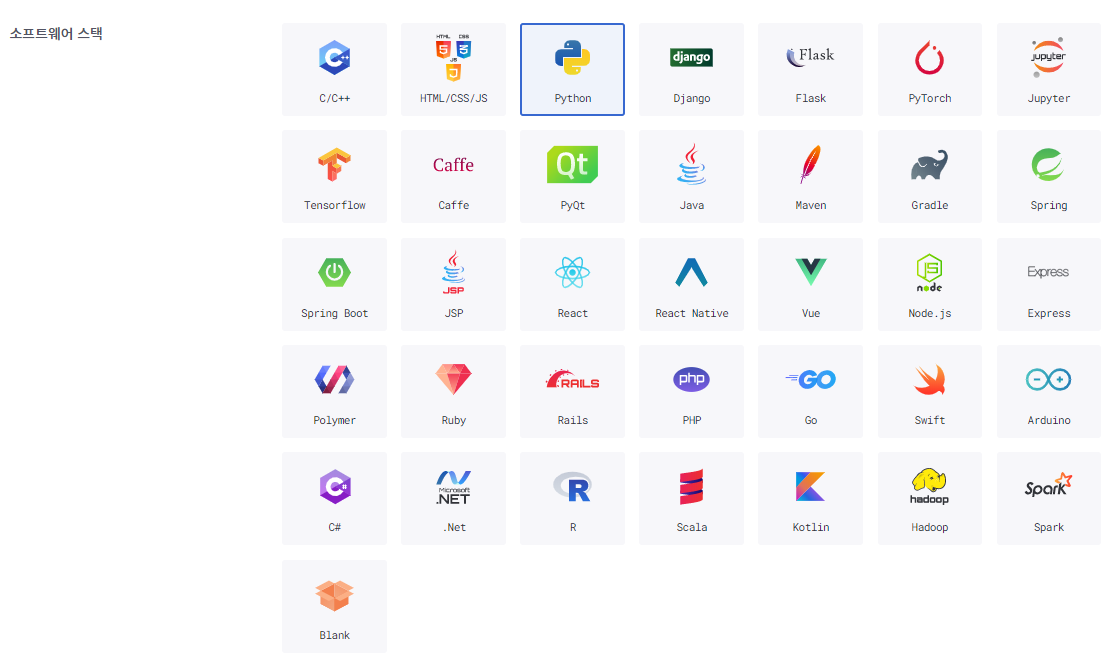 소프트웨어 스택
HTML CSS
JS
django
Flask
jupyter
C/C++ HTML/CSS/JS Python Django Flask PyTorch Jupyter
Caffe
Qt
Tensorflow Caffe PyQt Java Maven Gradle Spring
JSP
JS
node
Express
Spring Boot JSP React React Native Vue Node.js Express
RAILS
php
GO
Polymer Ruby Rails PHP Go Swift Arduino
C#
Microsoft
.NET
R
hadoop
Spark
C# .Net R Scala Kotlin Hadoop Spark
Blank